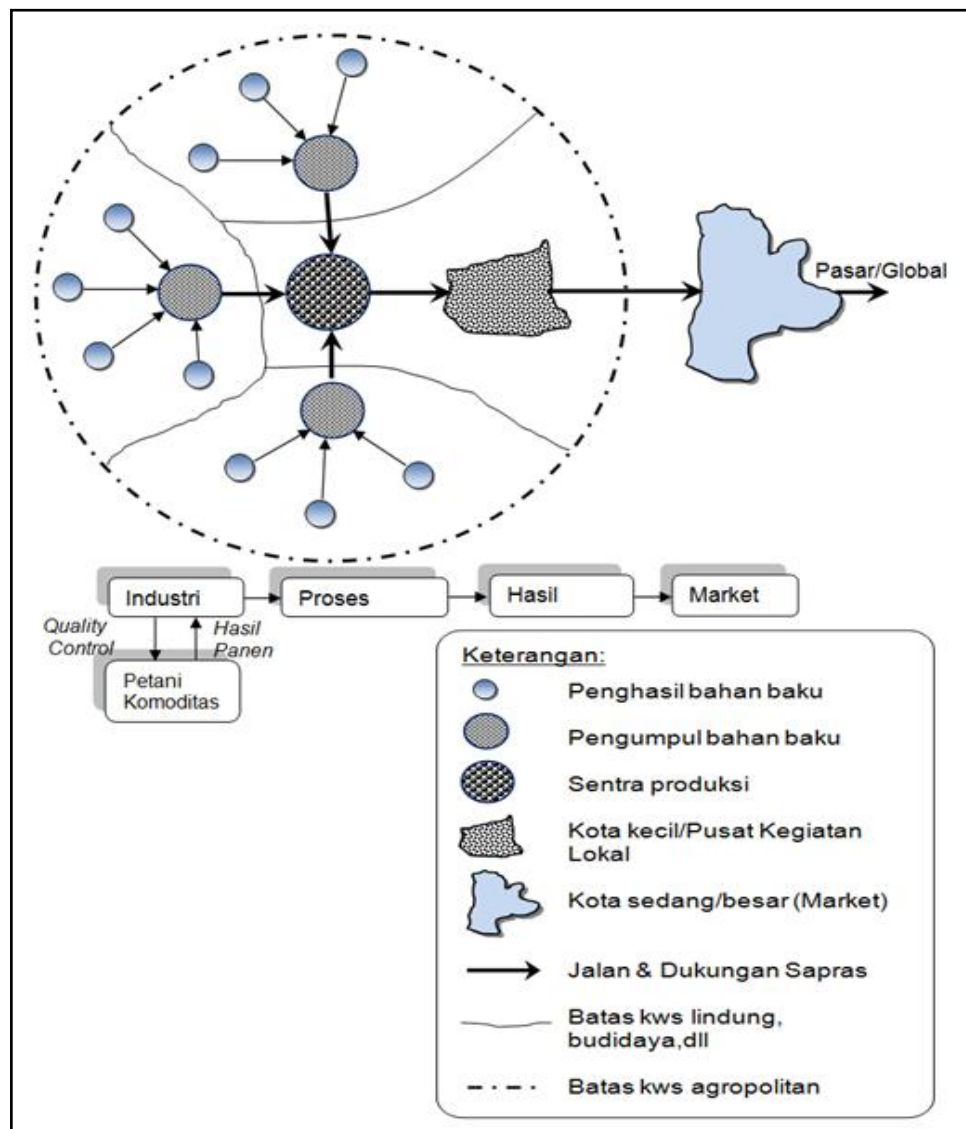 Pasar/Global
Industri
Proses
Hasil
Market
Quality
Control
Hasil
Panen
Petani
Komoditas
Keterangan:
Penghasil bahan baku
Pengumpul bahan baku
Sentra produksi
Kota kecil/Pusat Kegiatan
Lokal
Kota sedang/besar (Market)
Jalan & Dukungan Sapras
Batas kws lindung,
budidaya,dll
Batas kws agropolitan